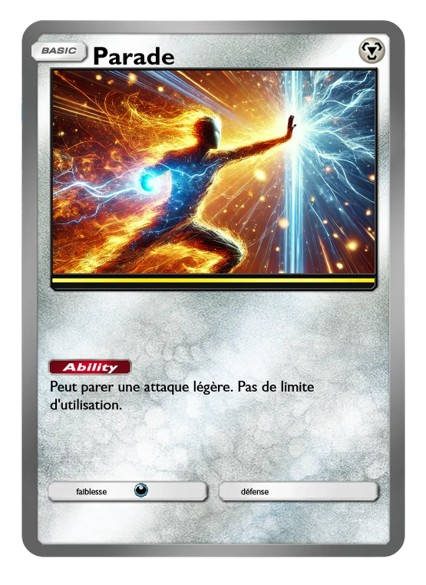 BASIC
Parade
Ability
Peut parer une attaque légère. Pas de limite
d'utilisation.
faiblesse
défense